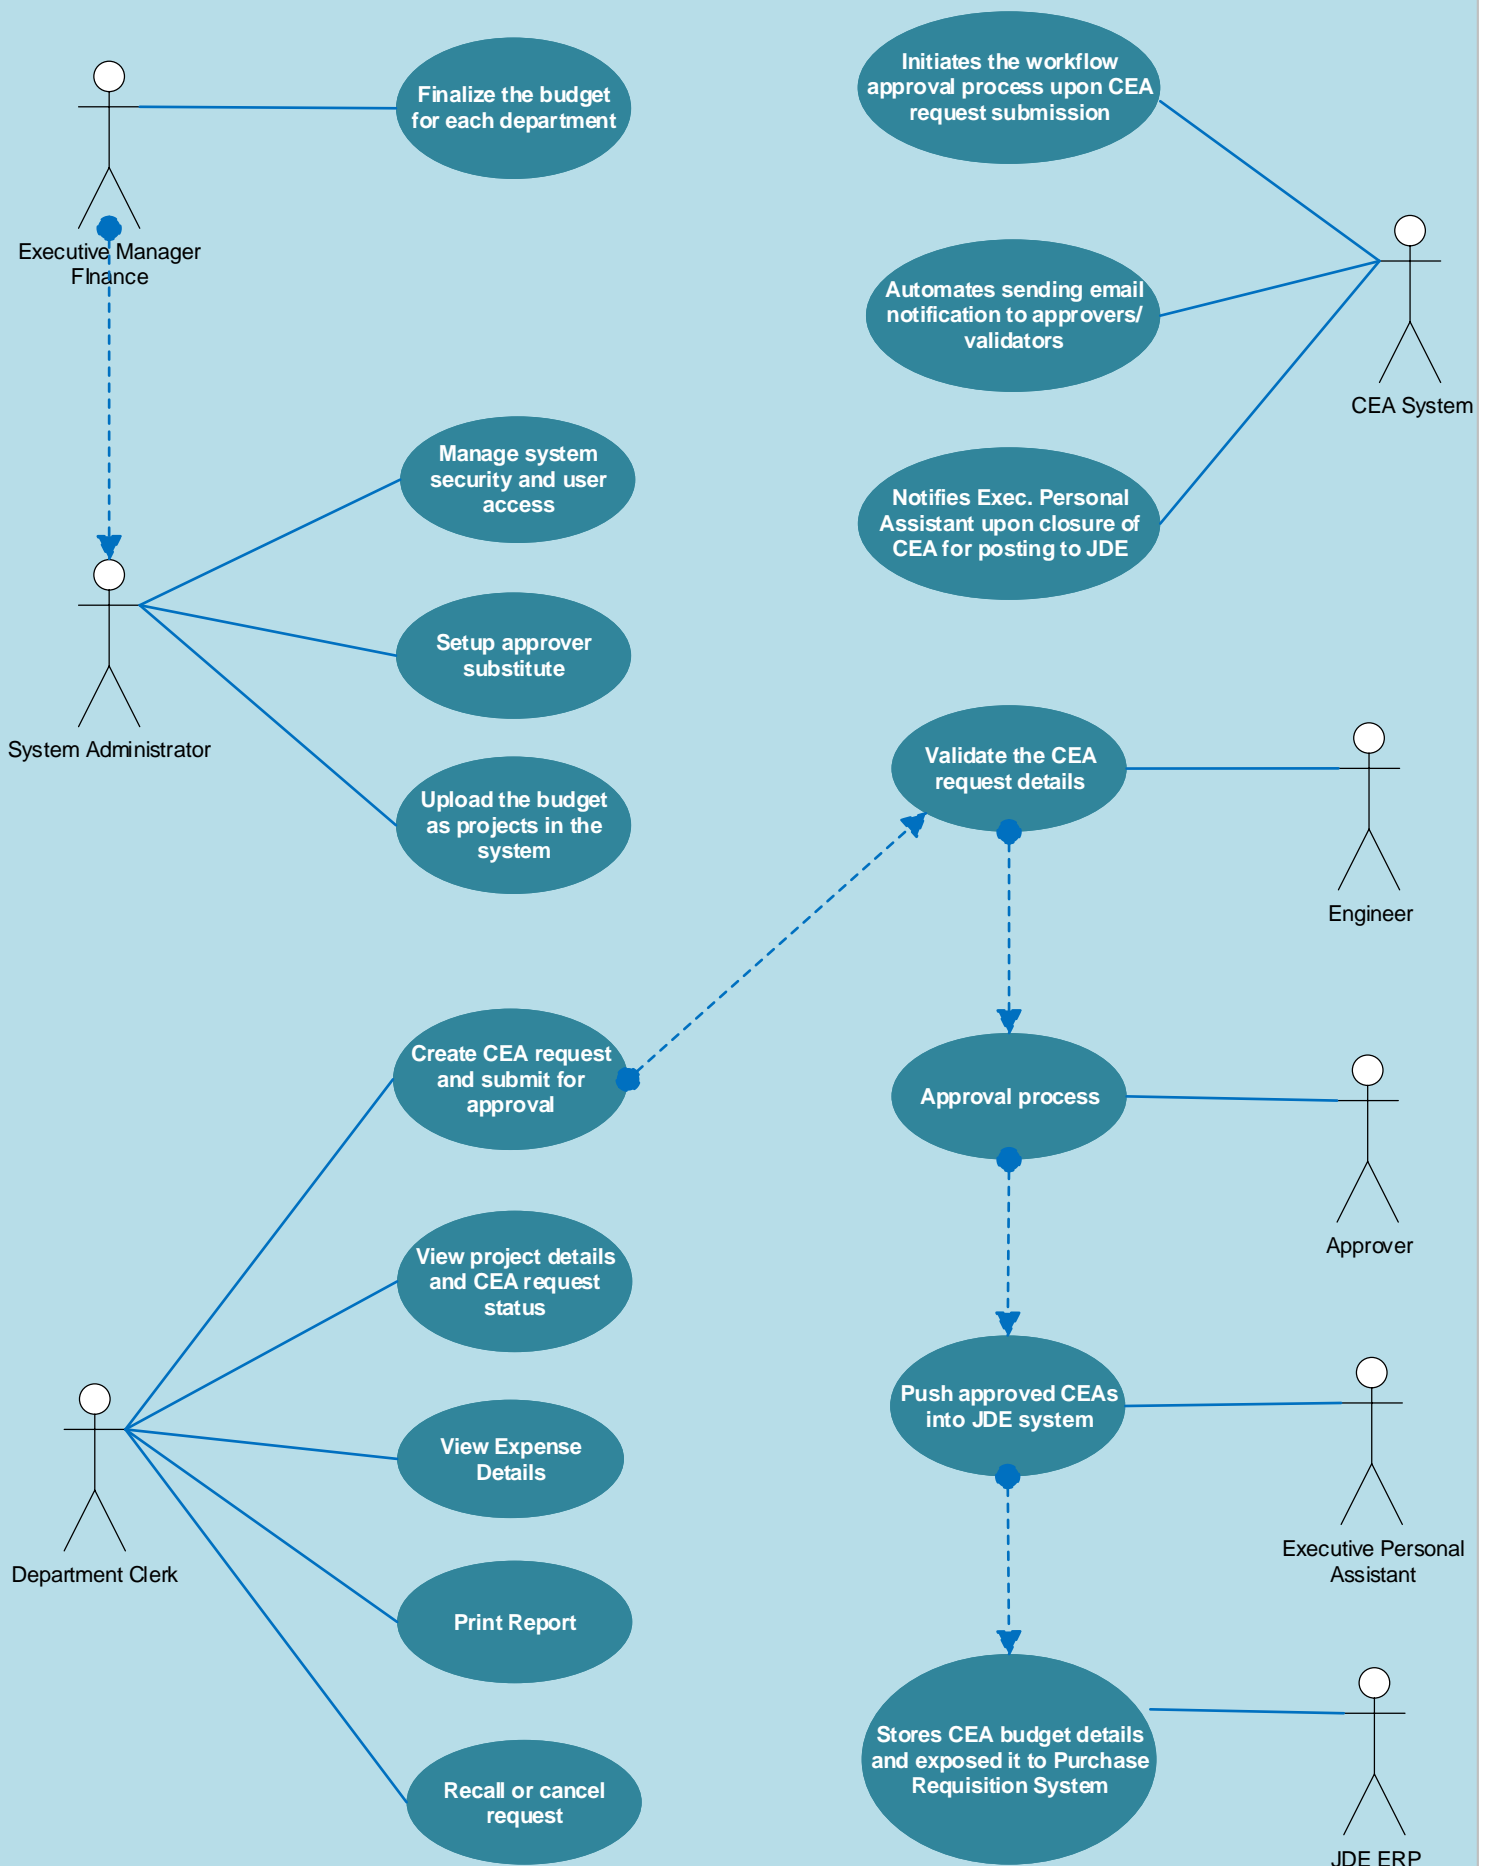 Finalize the budget
for each department
Executive Manager
FInance
Initiates the workflow
approval process upon CEA
request submission
Automates sending email
notification to approvers/
validators
CEA System
Notifies Exec. Personal
Assistant upon closure of
CEA for posting to JDE
Manage system
security and user
access
Setup approver
substitute
System Administrator
Upload the budget
as projects in the
system
Validate the CEA
request details
Engineer
Create CEA request
and submit for
approval
Approval process
Approver
View project details
and CEA request
status
Push approved CEAs
into JDE system
Executive Personal
Assistant
View Expense
Details
Department Clerk
Print Report
Recall or cancel
request
Stores CEA budget details
and exposed it to Purchase
Requisition System
JDE ERP